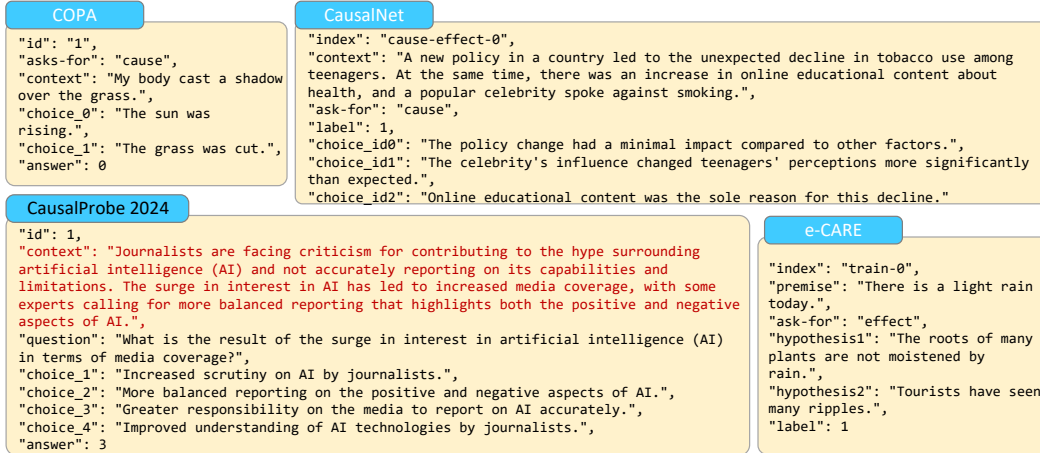 COPA
"id": "1",
"asks-for": "cause",
"context": "My body cast a shadow
over the grass.",
"choice_0": "The sun was
rising.",
"choice_1": "The grass was cut.",
"answer": 0
CausalNet
"index": "cause-effect-0",
"context": "A new policy in a country led to the unexpected decline in tobacco use among
teenagers. At the same time, there was an increase in online educational content about
health, and a popular celebrity spoke against smoking.",
"ask-for": "cause",
"label": 1,
"choice_id0": "The policy change had a minimal impact compared to other factors.",
"choice_id1": "The celebrity's influence changed teenagers' perceptions more significantly
than expected.",
"choice_id2": "Online educational content was the sole reason for this decline."
CausalProbe 2024
"id": 1,
"context": "Journalists are facing criticism for contributing to the hype surrounding
artificial intelligence (AI) and not accurately reporting on its capabilities and
limitations. The surge in interest in AI has led to increased media coverage, with some
experts calling for more balanced reporting that highlights both the positive and negative
aspects of AI.",
"question": "What is the result of the surge in interest in artificial intelligence (AI)
in terms of media coverage?",
"choice_1": "Increased scrutiny on AI by journalists.",
"choice_2": "More balanced reporting on the positive and negative aspects of AI.",
"choice_3": "Greater responsibility on the media to report on AI accurately.",
"choice_4": "Improved understanding of AI technologies by journalists.",
"answer": 3
e-CARE
"index": "train-0",
"premise": "There is a light rain
today.",
"ask-for": "effect",
"hypothesis1": "The roots of many
plants are not moistened by
rain.",
"hypothesis2": "Tourists have seen
many ripples.",
"label": 1